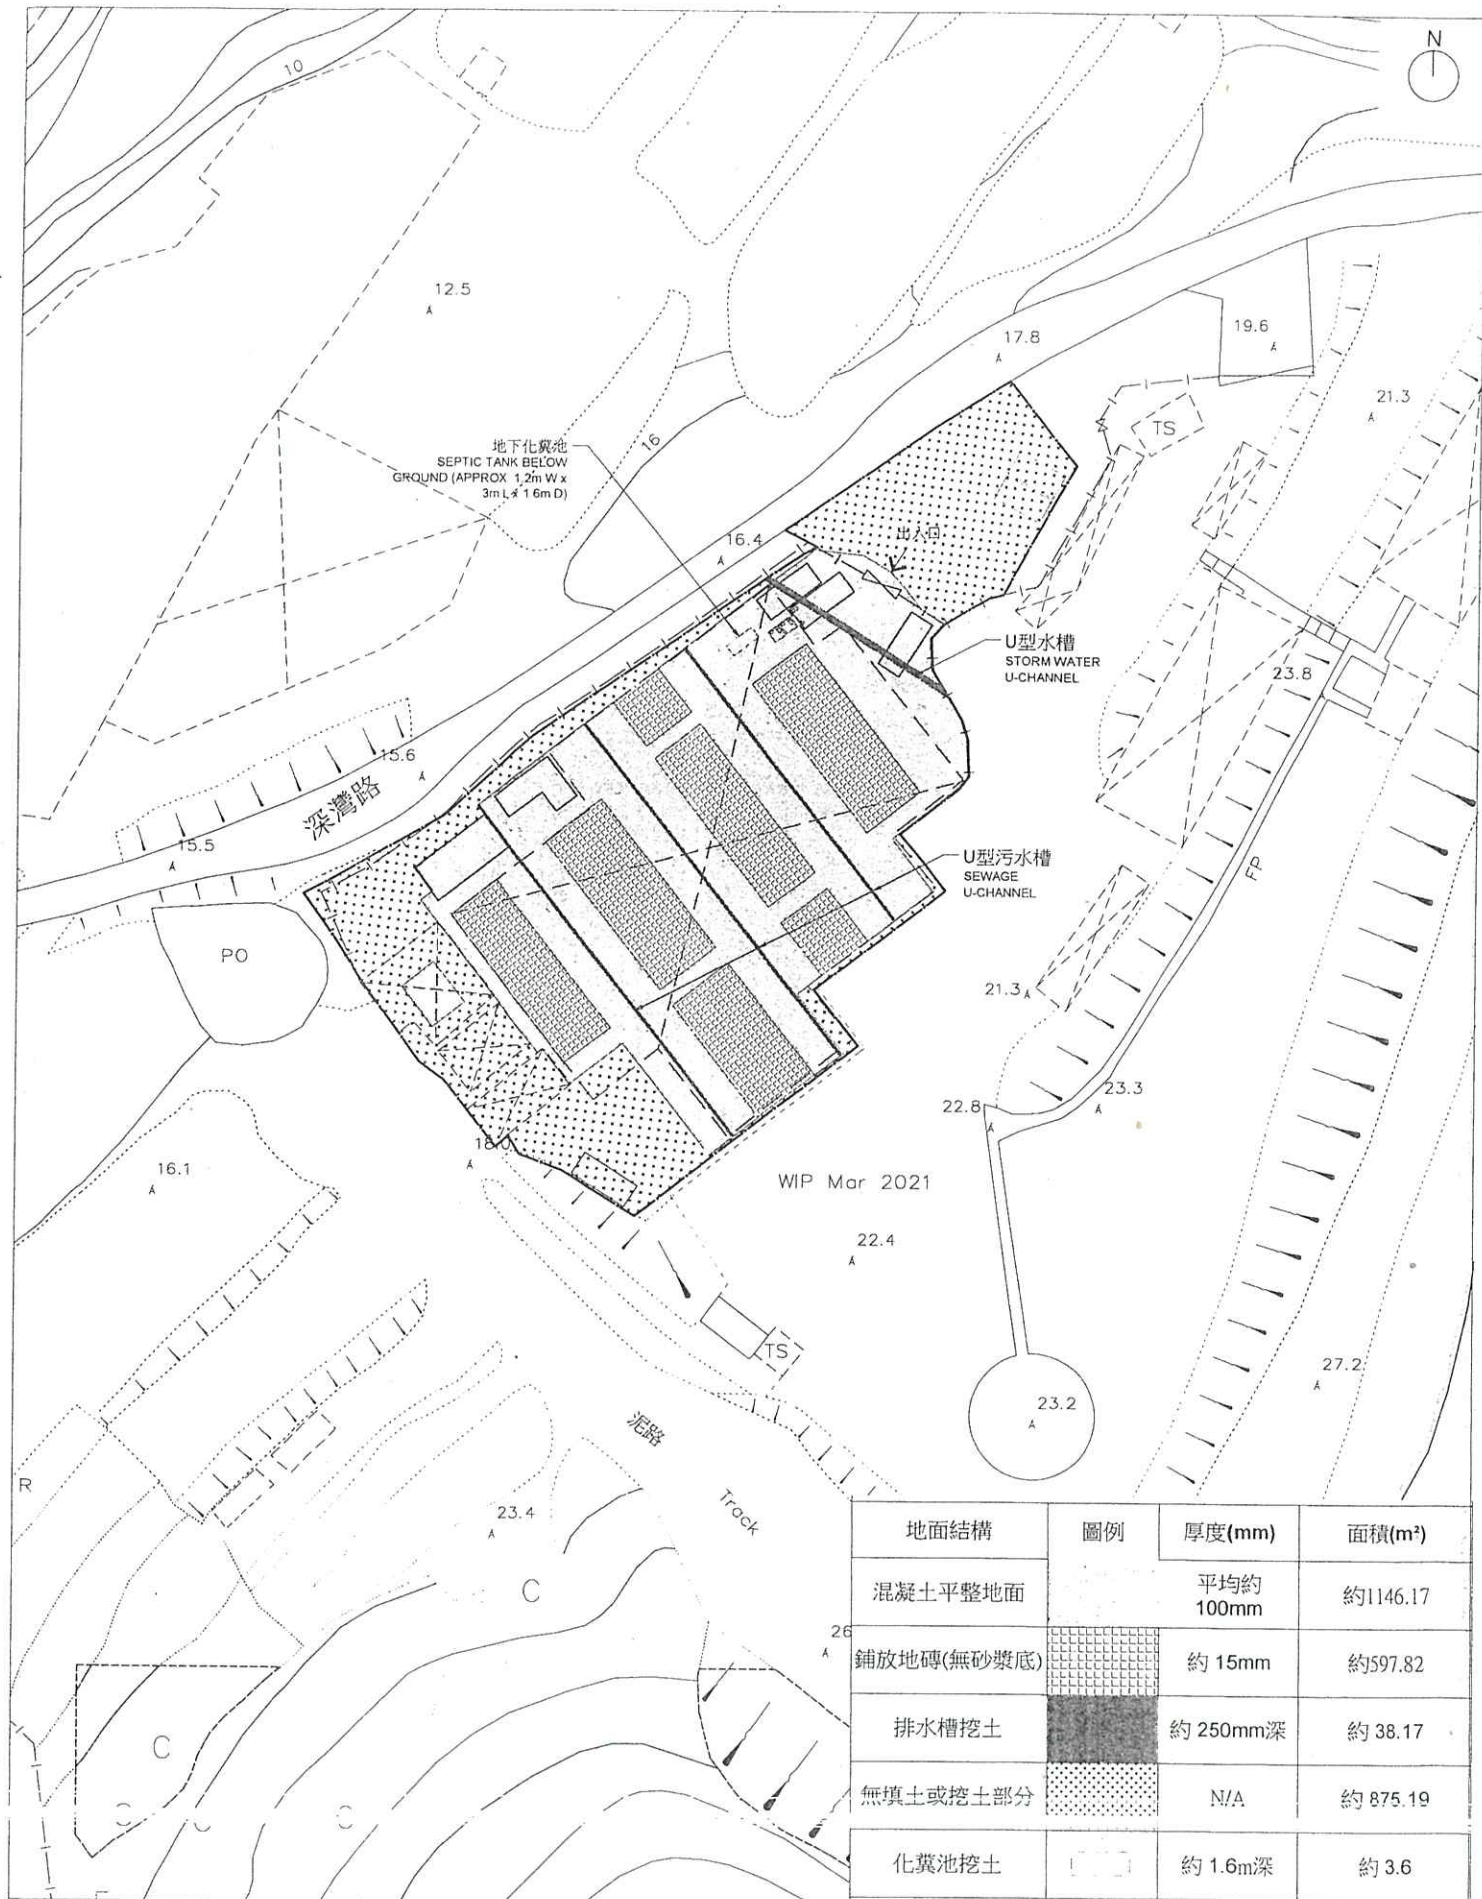 N
10
12.5
17.8
19.6
21.3
TS
地下化糞池
SEPTIC TANK BELOW
GROUND (APPROX 1.2m W x
3m L x 1.6m D)
16
16.4
出入口
U型水槽
STORM WATER
U-CHANNEL
23.8
15.6
深灣路
15.5
U型污水槽
SEWAGE
U-CHANNEL
FP
PO
21.3
22.8
23.3
18.0
16.1
WIP Mar 2021
22.4
TS
27.2
23.2
泥路
R
Track
23.4
C
26
C
C
地面結構 圖例 厚度(mm) 面積(m²)
混凝土平整地面 平均約
100mm 約1146.17
鋪放地磚(無砂漿底) 約 15mm 約597.82
排水槽挖土 約 250mm深 約 38.17
無填土或挖土部分 N/A 約 875.19
化糞池挖土 約 1.6m深 約 3.6